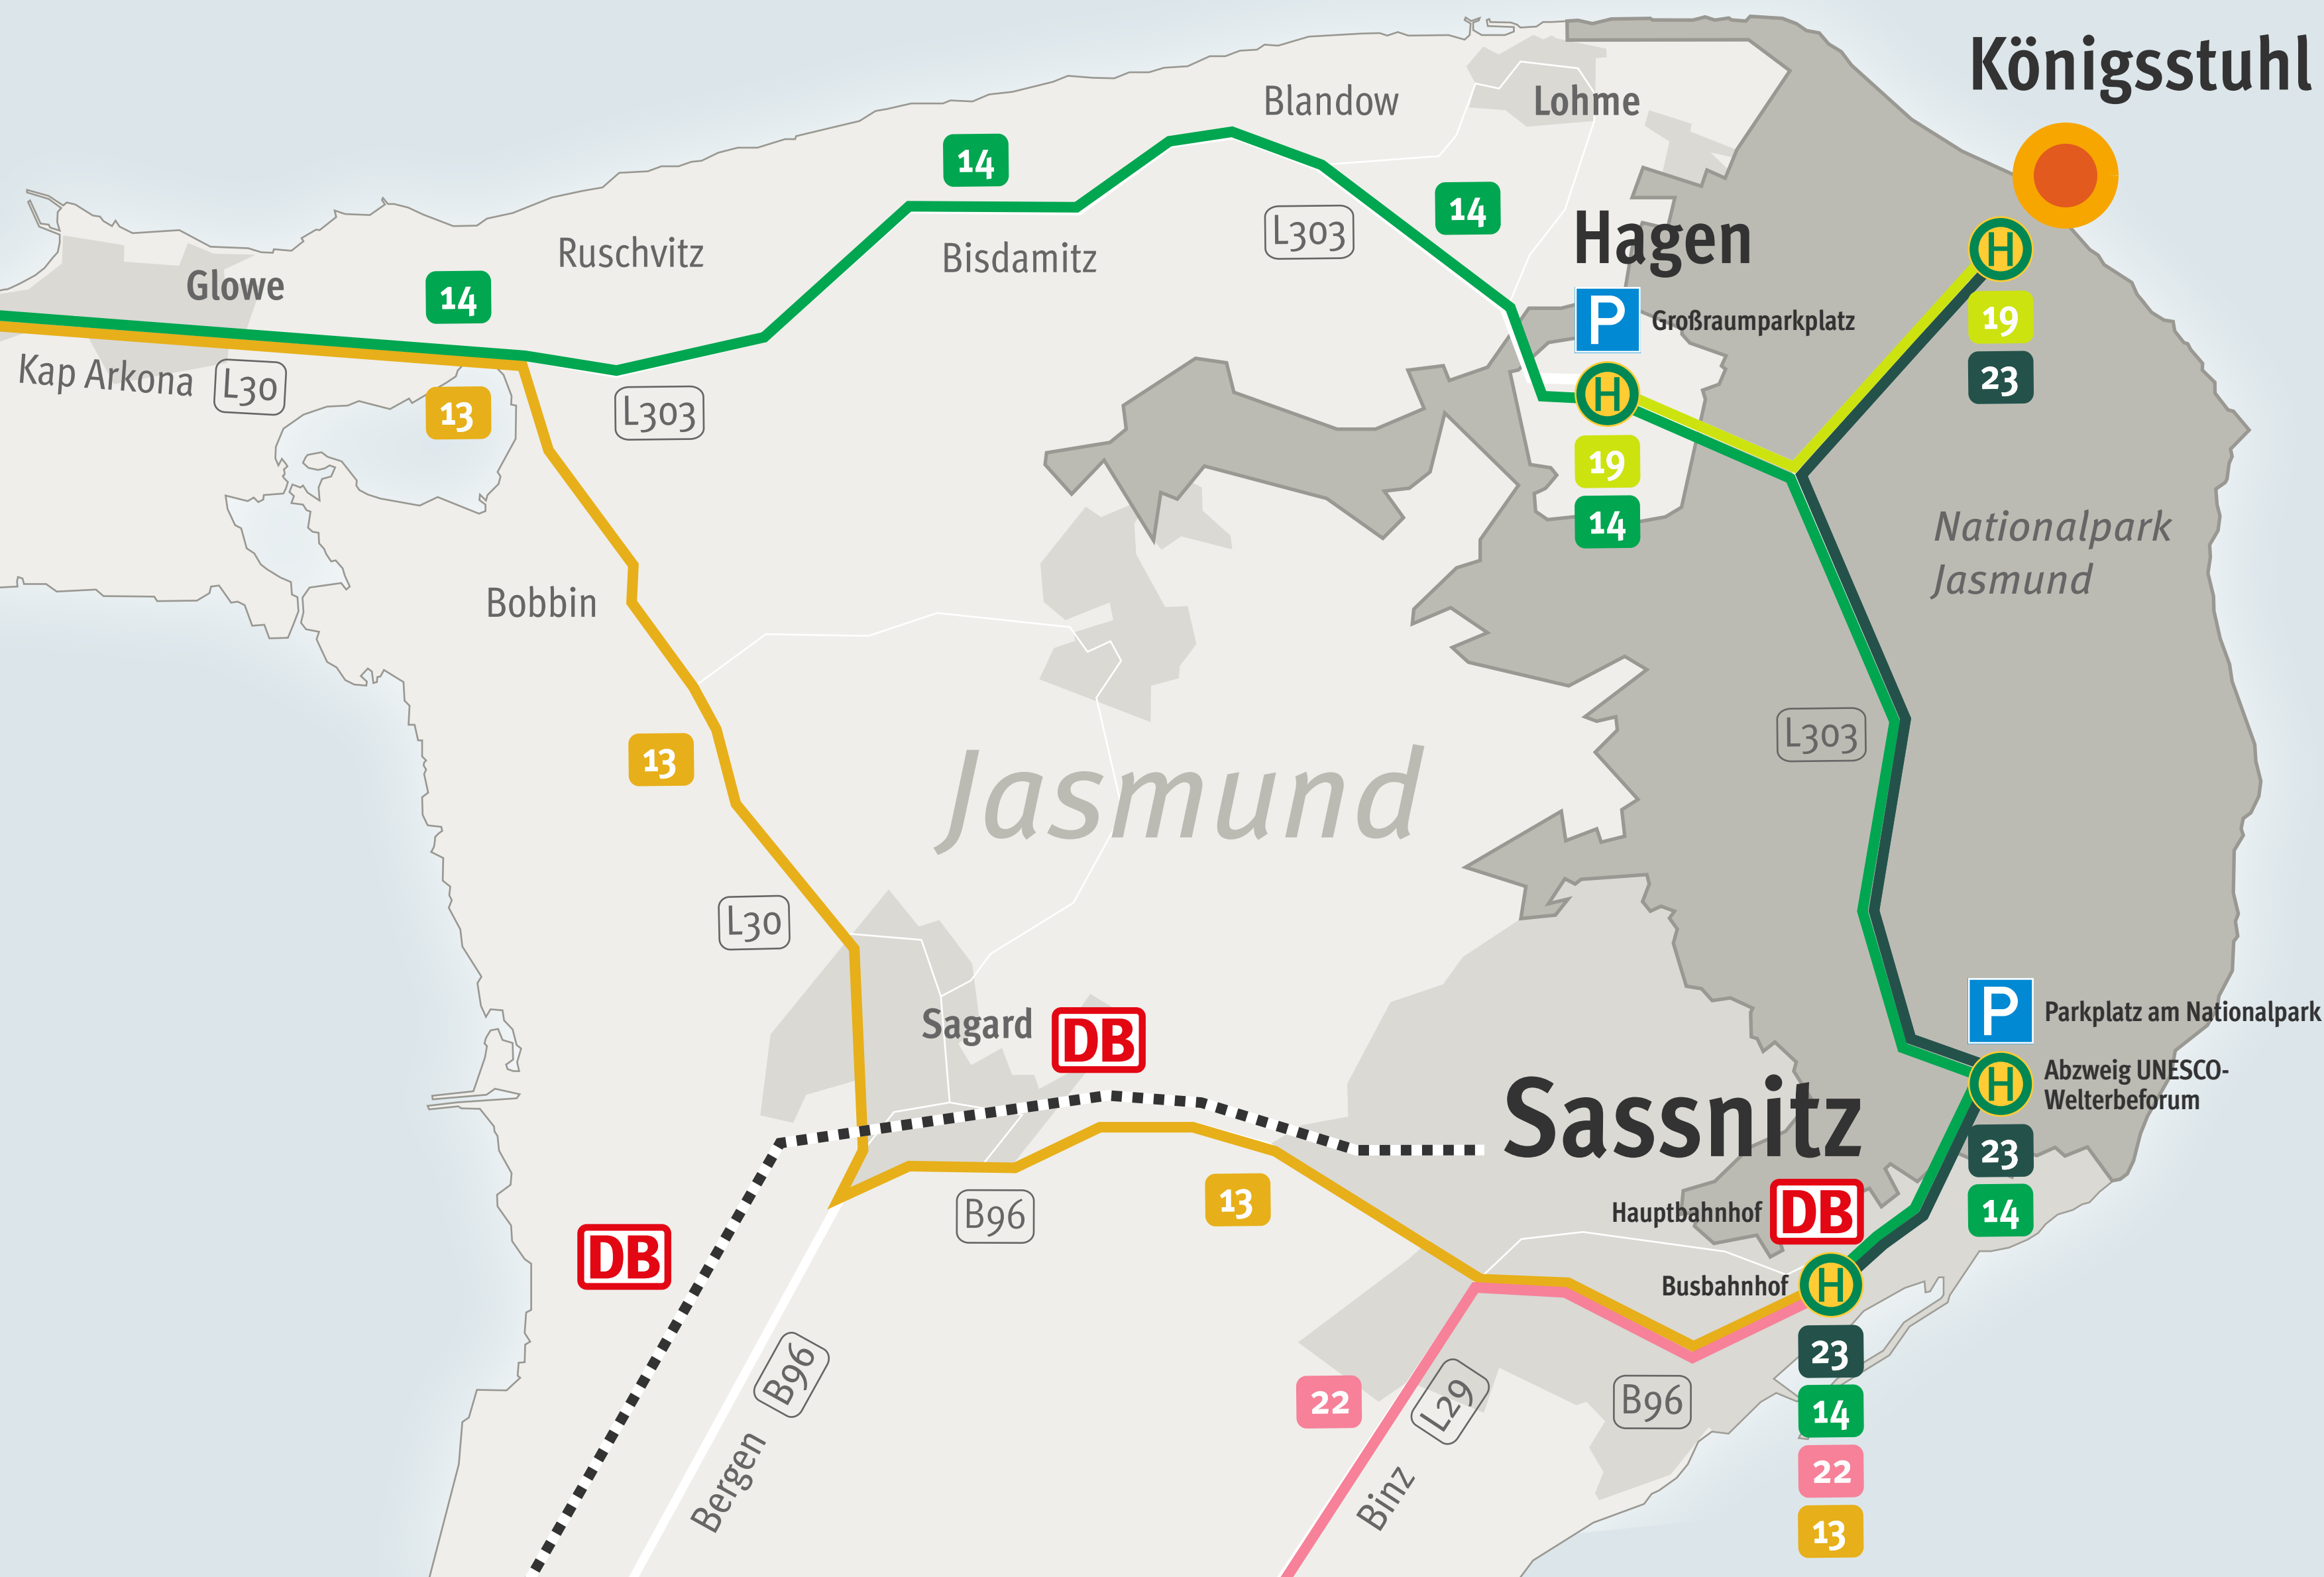 Königsstuhl
Blandow
Lohme
14
14
L303
Hagen
H
Ruschvitz
Bisdamitz
Glowe
14
P
Großraumparkplatz
19
23
Kap Arkona
L30
13
L303
H
19
14
Nationalpark
Jasmund
Bobbin
L303
13
Jasmund
L30
Sagard
DB
P
Parkplatz am Nationalpark
H
Abzweig UNESCO-
Welterbeforum
23
14
Sassnitz
13
B96
Hauptbahnhof
DB
DB
Busbahnhof
H
23
14
22
13
B96
Bergen
22
L29
Binz
B96